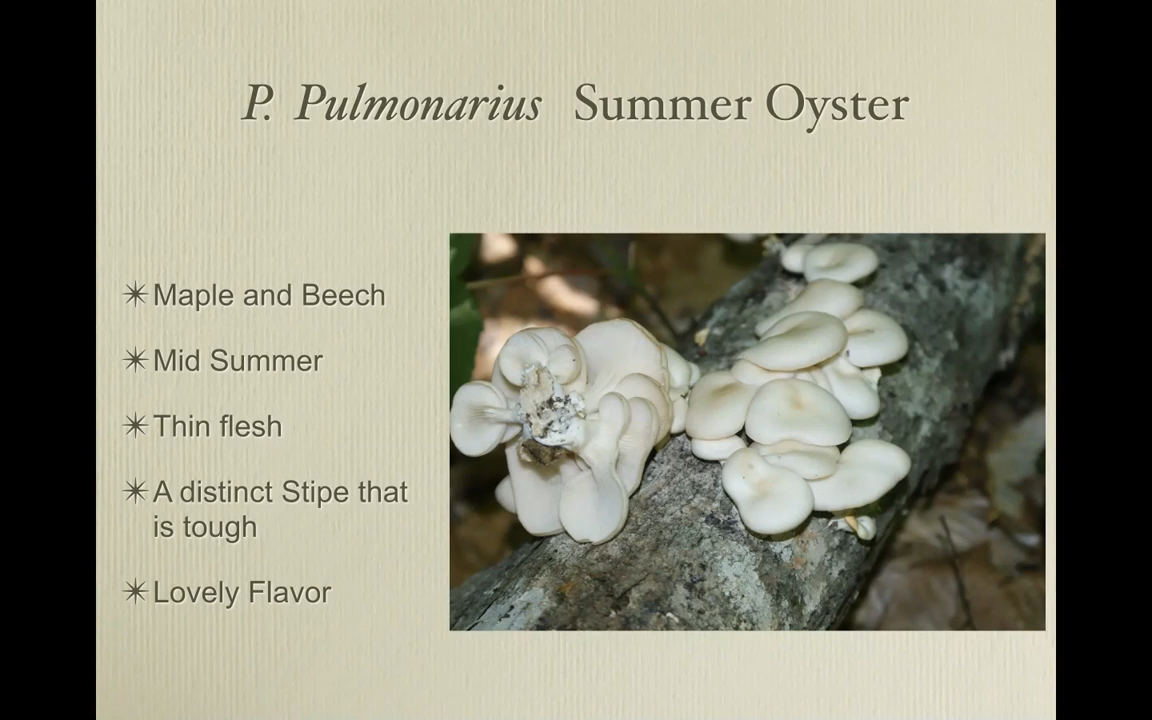 P. Pulmonarius Summer Oyster
Maple and Beech
Mid Summer
Thin flesh
A distinct Stipe that
is tough
Lovely Flavor